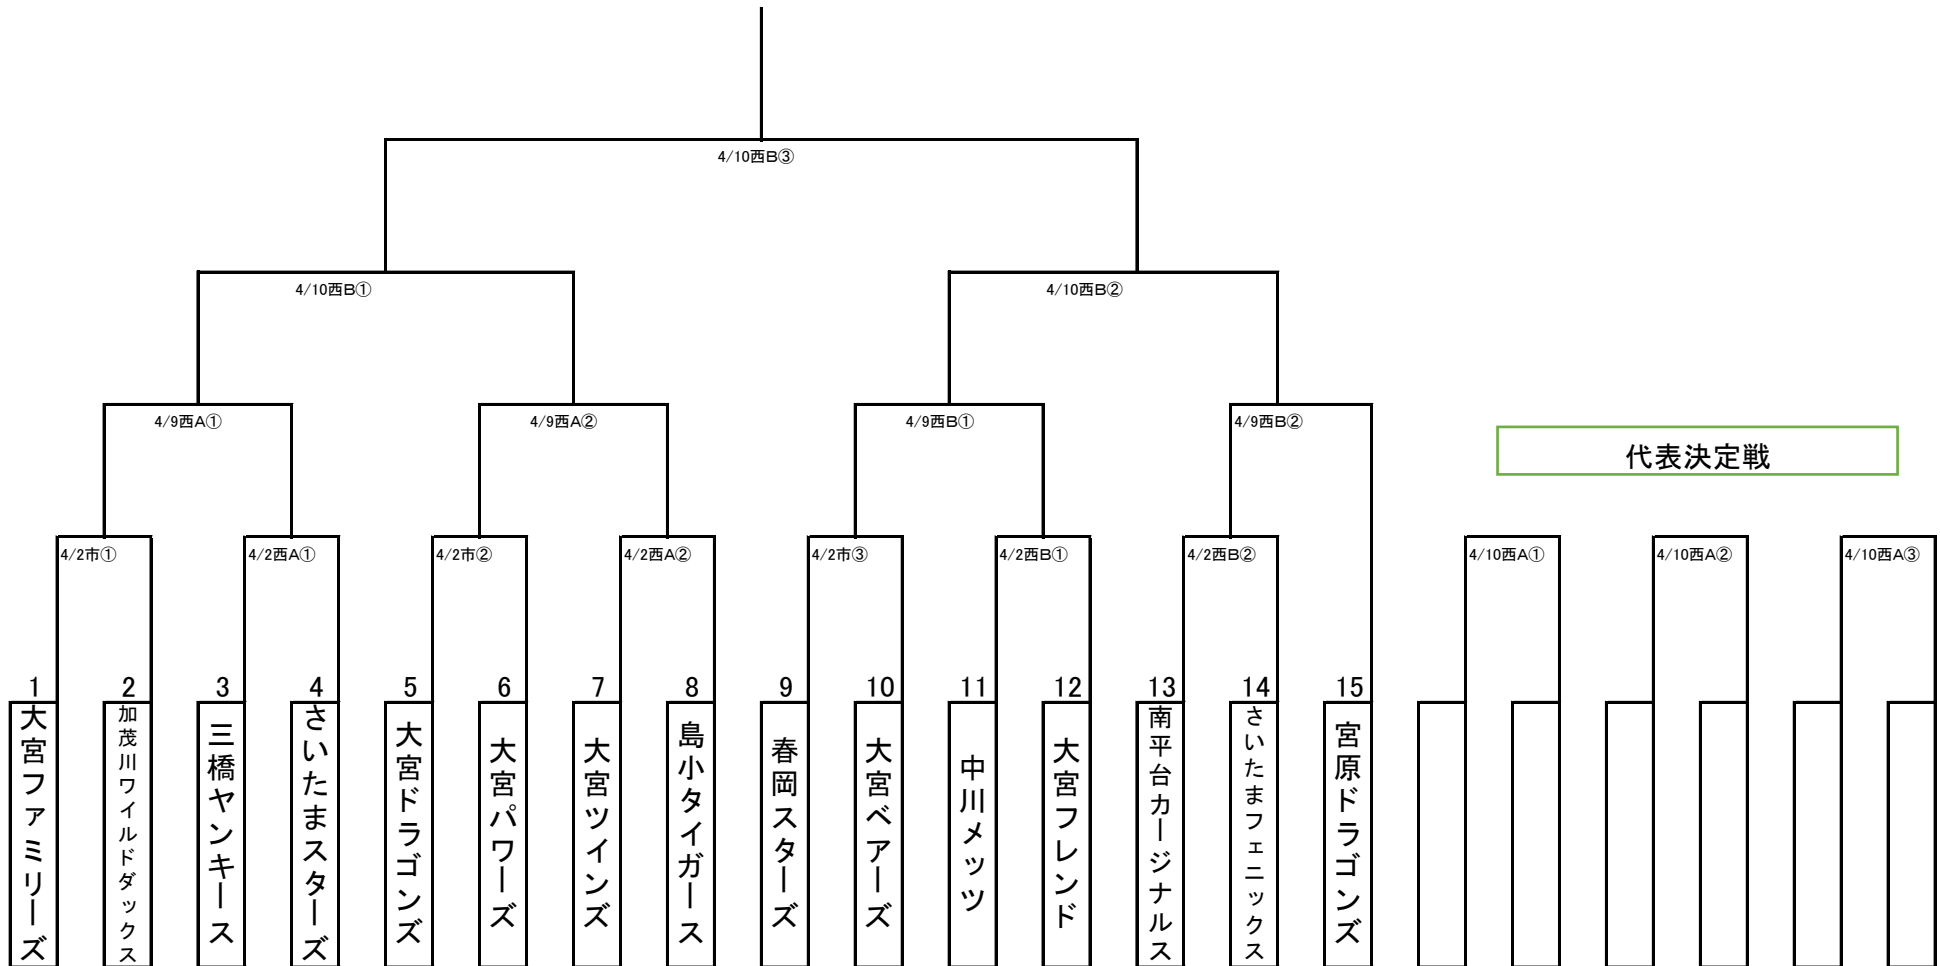 4/10西B③
4/10西B①
4/10西B②
4/9西A①
4/9西A②
4/9西B①
4/9西B②
代表決定戦
4/2市①
4/2西A①
4/2市②
4/2西A②
4/2市③
4/2西B①
4/2西B②
4/10西A①
4/10西A②
4/10西A③
1
2
3
4
5
6
7
8
9
10
11
12
13
14
15
大宮ファミリーズ
加茂川ワイルドダックス
三橋ヤンキース
さいたまスターズ
大宮ドラゴンズ
大宮パワーズ
大宮ツインズ
島小タイガース
春岡スターズ
大宮ベアーズ
中川メッツ
大宮フレンド
南平台カージナルス
さいたまフェニックス
宮原ドラゴンズ